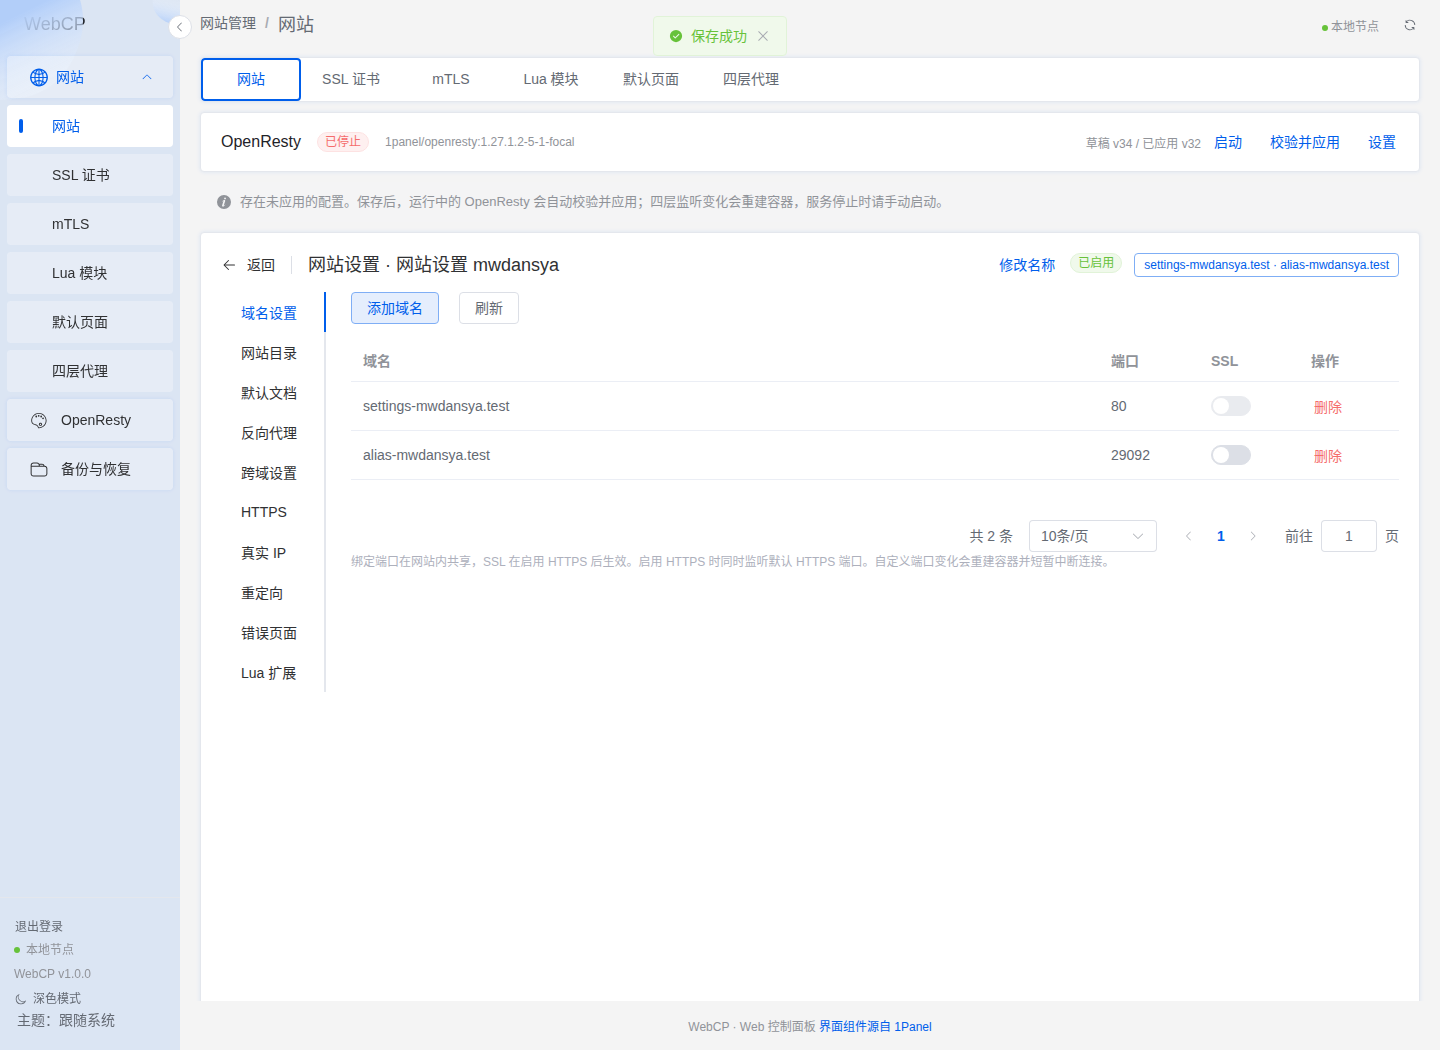 WebCP
网站
网站
SSL 证书
mTLS
Lua 模块
默认页面
四层代理
OpenResty
备份与恢复
退出登录
本地节点
WebCP v1.0.0
深色模式
主题：跟随系统
网站管理 / 网站
保存成功
本地节点
网站 SSL 证书 mTLS Lua 模块 默认页面 四层代理
OpenResty 已停止 1panel/openresty:1.27.1.2-5-1-focal 草稿 v34 / 已应用 v32 启动 校验并应用 设置
存在未应用的配置。保存后，运行中的 OpenResty 会自动校验并应用；四层监听变化会重建容器，服务停止时请手动启动。
返回 网站设置 · 网站设置 mwdansya 修改名称 已启用 settings-mwdansya.test · alias-mwdansya.test
域名设置
网站目录
默认文档
反向代理
跨域设置
HTTPS
真实 IP
重定向
错误页面
Lua 扩展
添加域名 刷新
域名 端口 SSL 操作
settings-mwdansya.test 80 删除
alias-mwdansya.test 29092 删除
共 2 条 10条/页 1 前往 1 页
绑定端口在网站内共享，SSL 在启用 HTTPS 后生效。启用 HTTPS 时同时监听默认 HTTPS 端口。自定义端口变化会重建容器并短暂中断连接。
WebCP · Web 控制面板 界面组件源自 1Panel